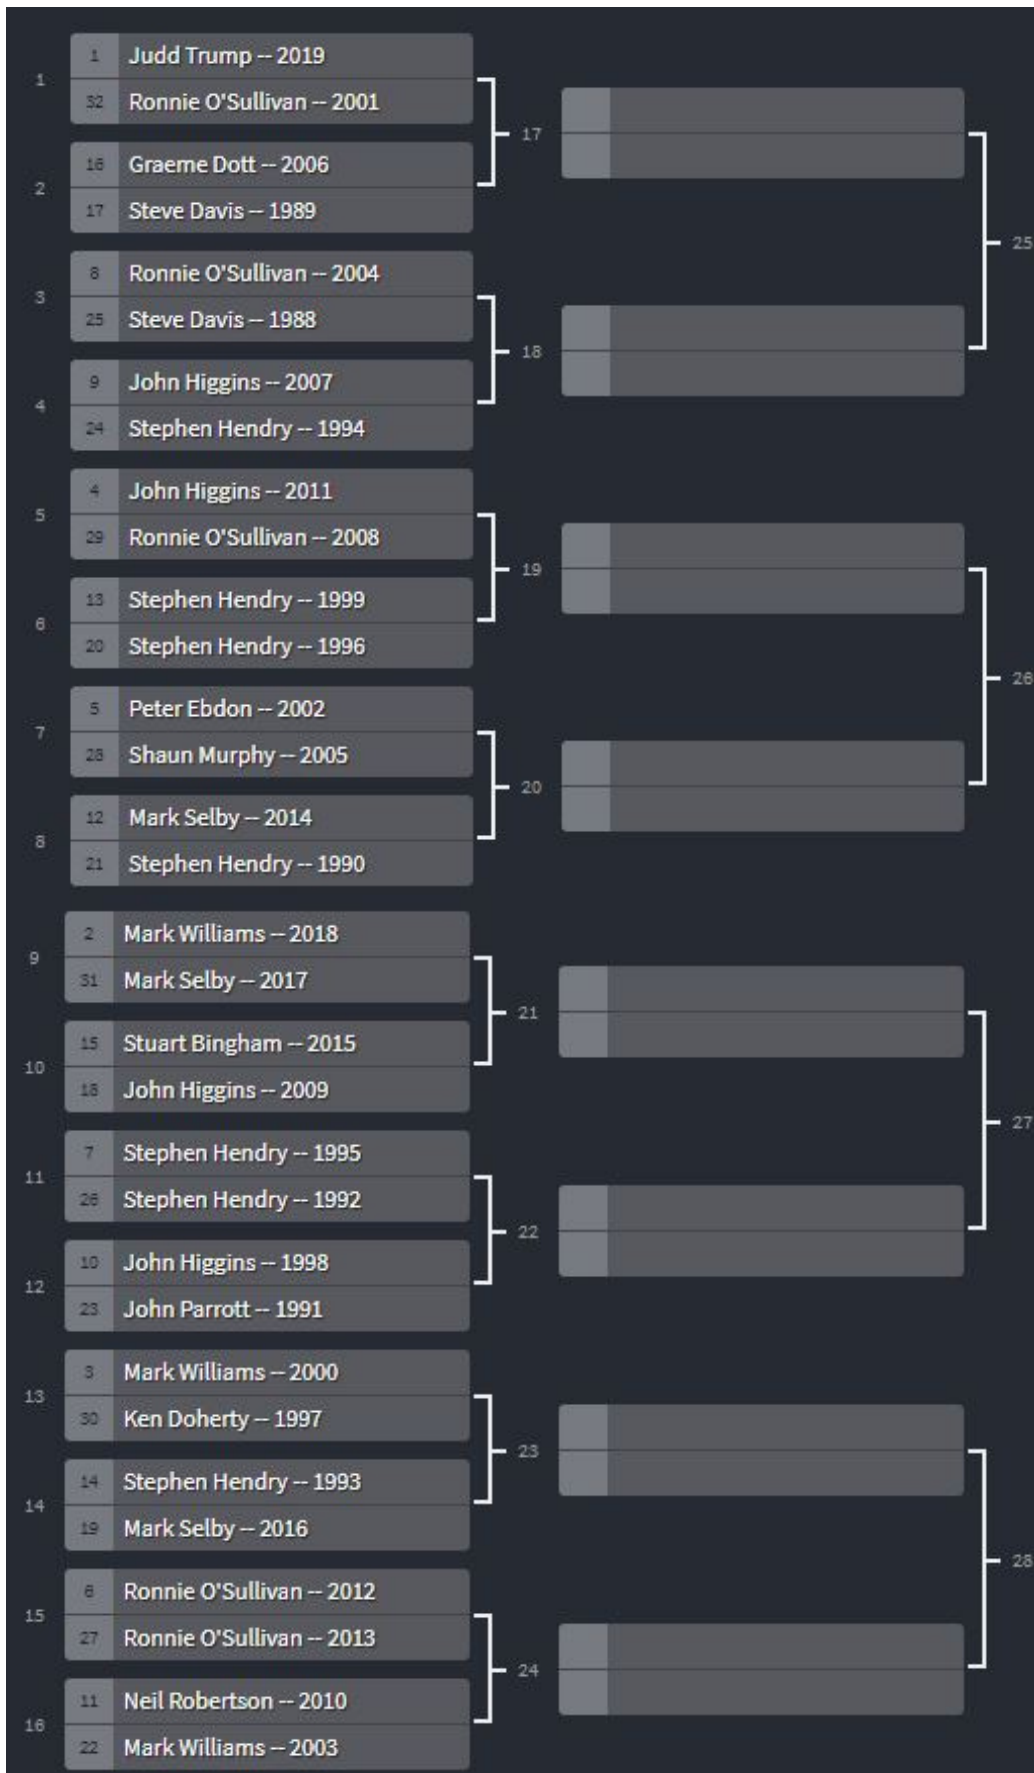 1
1 Judd Trump -- 2019
32 Ronnie O'Sullivan -- 2001
17
2
16 Graeme Dott -- 2006
17 Steve Davis -- 1989
25
3
8 Ronnie O'Sullivan -- 2004
25 Steve Davis -- 1988
18
4
9 John Higgins -- 2007
24 Stephen Hendry -- 1994
5
4 John Higgins -- 2011
29 Ronnie O'Sullivan -- 2008
19
6
13 Stephen Hendry -- 1999
20 Stephen Hendry -- 1996
26
7
5 Peter Ebdon -- 2002
28 Shaun Murphy -- 2005
20
8
12 Mark Selby -- 2014
21 Stephen Hendry -- 1990
9
2 Mark Williams -- 2018
31 Mark Selby -- 2017
21
10
15 Stuart Bingham -- 2015
18 John Higgins -- 2009
27
11
7 Stephen Hendry -- 1995
26 Stephen Hendry -- 1992
22
12
10 John Higgins -- 1998
23 John Parrott -- 1991
13
3 Mark Williams -- 2000
30 Ken Doherty -- 1997
23
14
14 Stephen Hendry -- 1993
19 Mark Selby -- 2016
28
15
6 Ronnie O'Sullivan -- 2012
27 Ronnie O'Sullivan -- 2013
24
16
11 Neil Robertson -- 2010
22 Mark Williams -- 2003